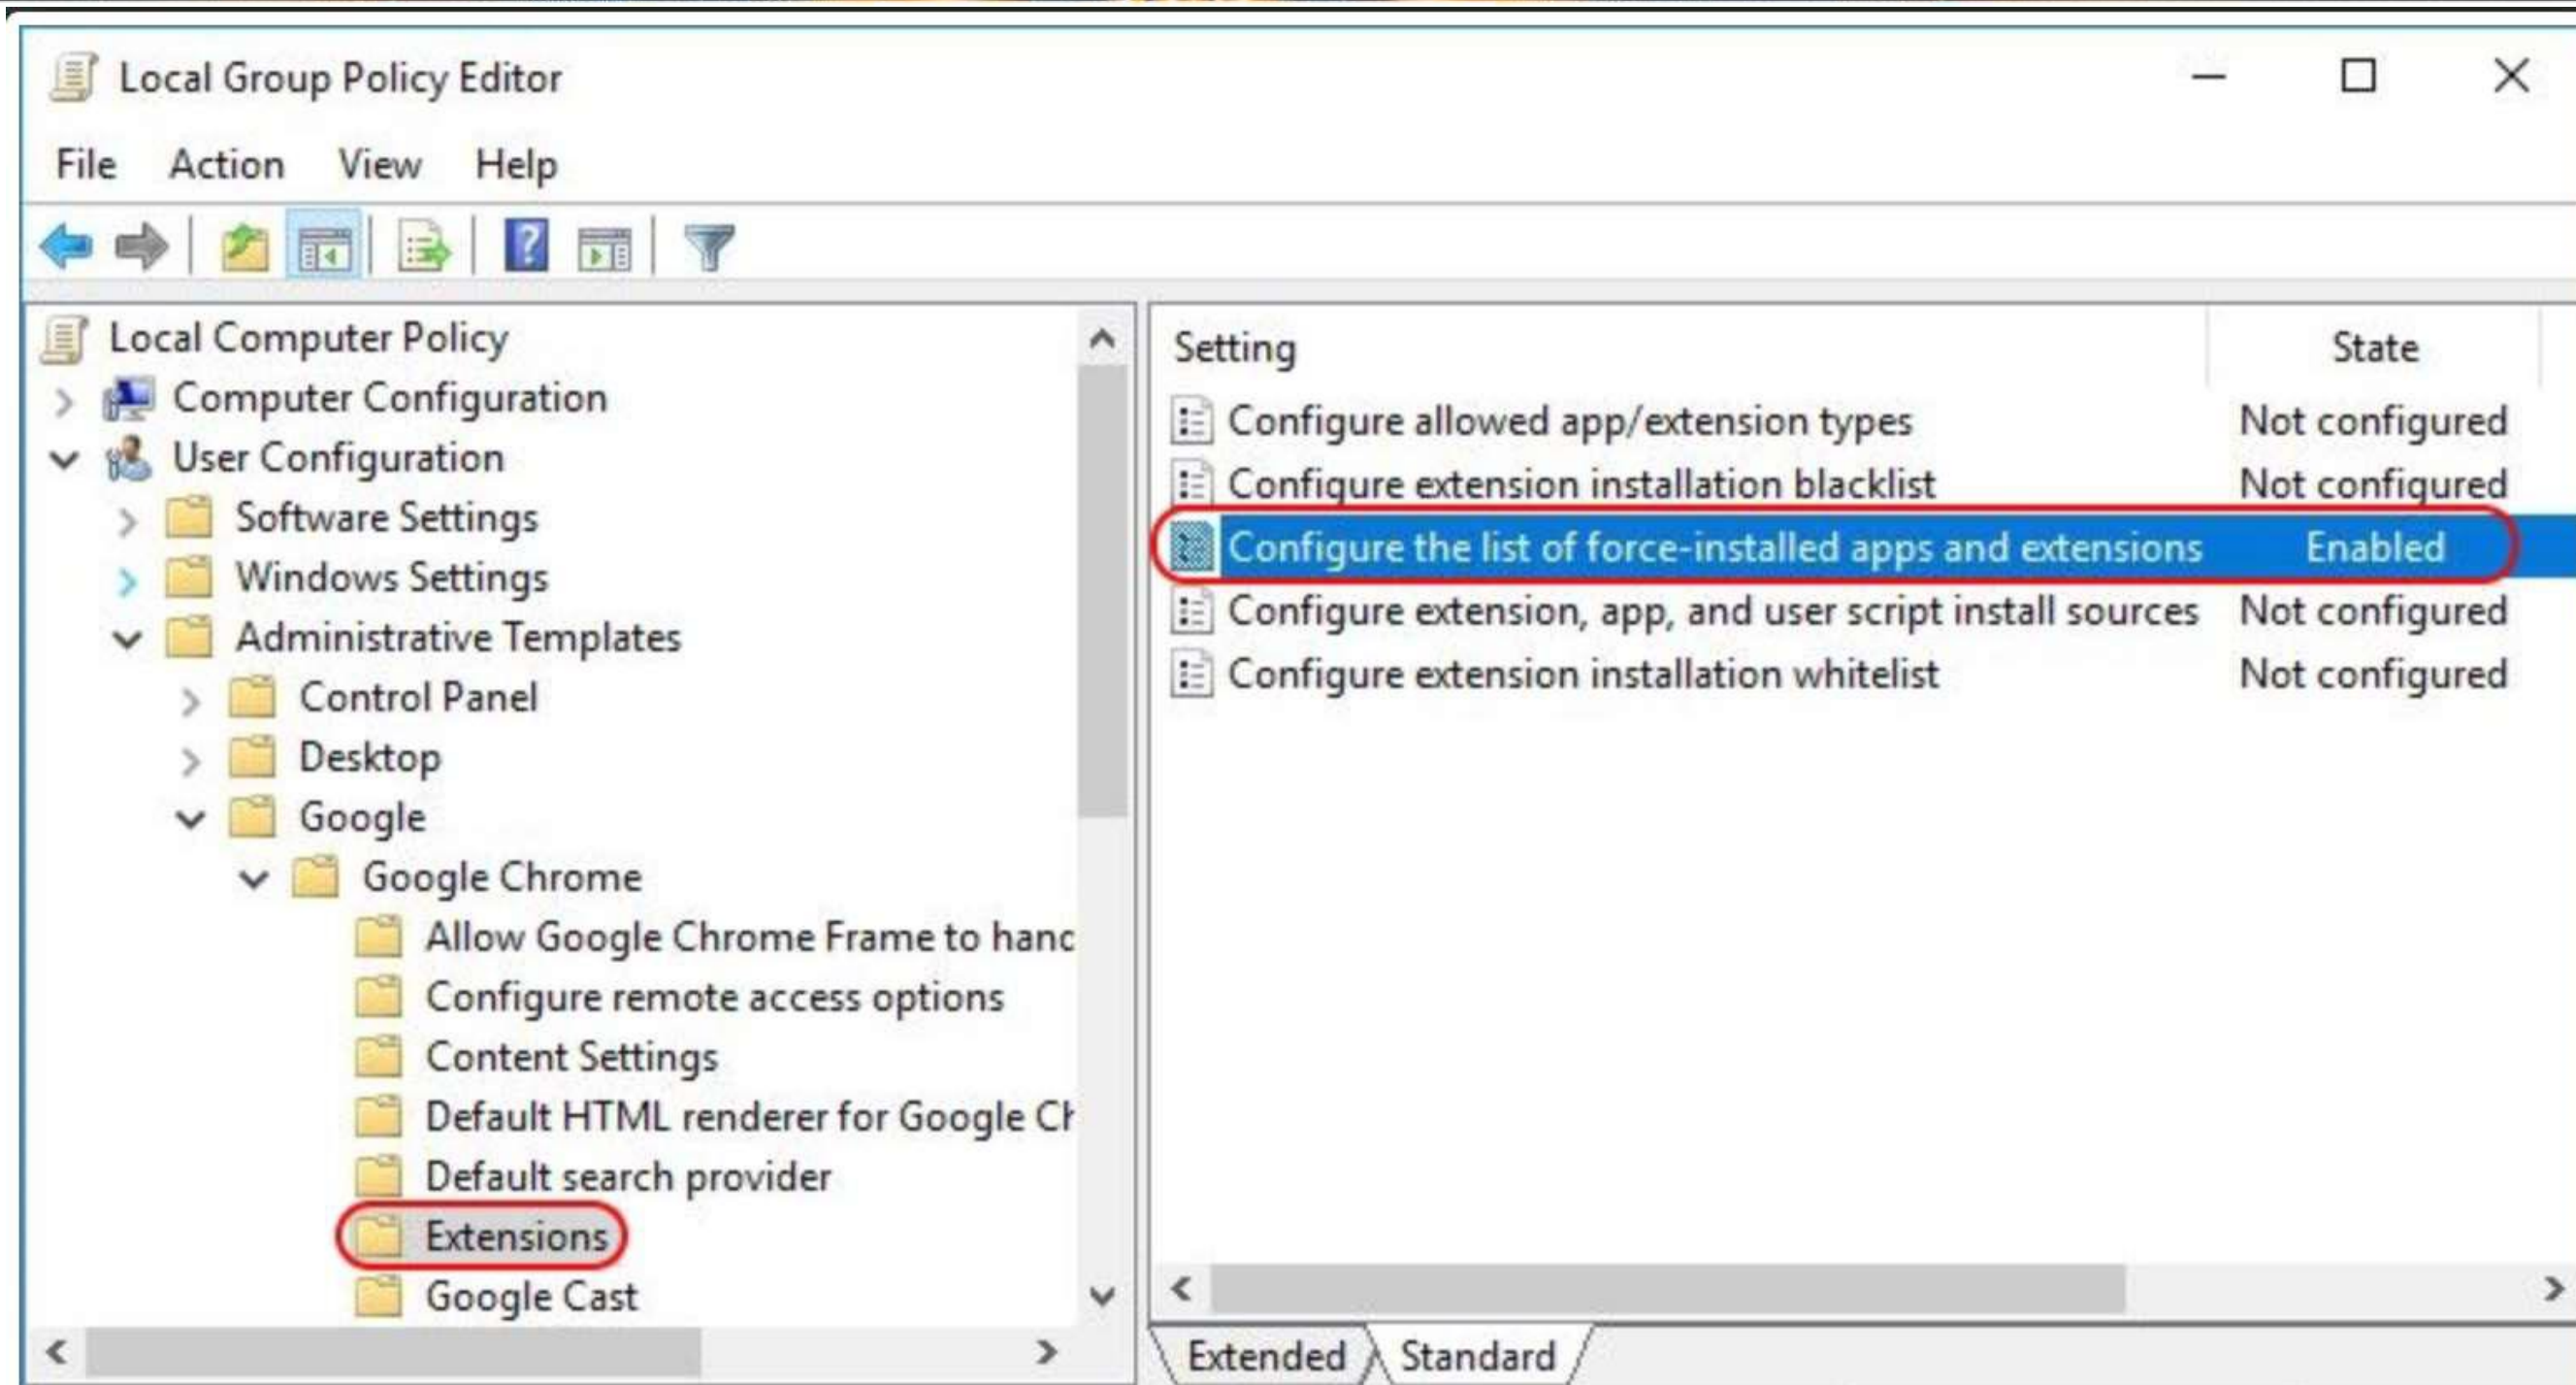 Local Group Policy Editor
File Action View Help
Local Computer Policy
Computer Configuration
User Configuration
Software Settings
Windows Settings
Administrative Templates
Control Panel
Desktop
Google
Google Chrome
Allow Google Chrome Frame to hanc
Configure remote access options
Content Settings
Default HTML renderer for Google Ch
Default search provider
Extensions
Google Cast
Setting State
Configure allowed app/extension types Not configured
Configure extension installation blacklist Not configured
Configure the list of force-installed apps and extensions Enabled
Configure extension, app, and user script install sources Not configured
Configure extension installation whitelist Not configured
Extended Standard